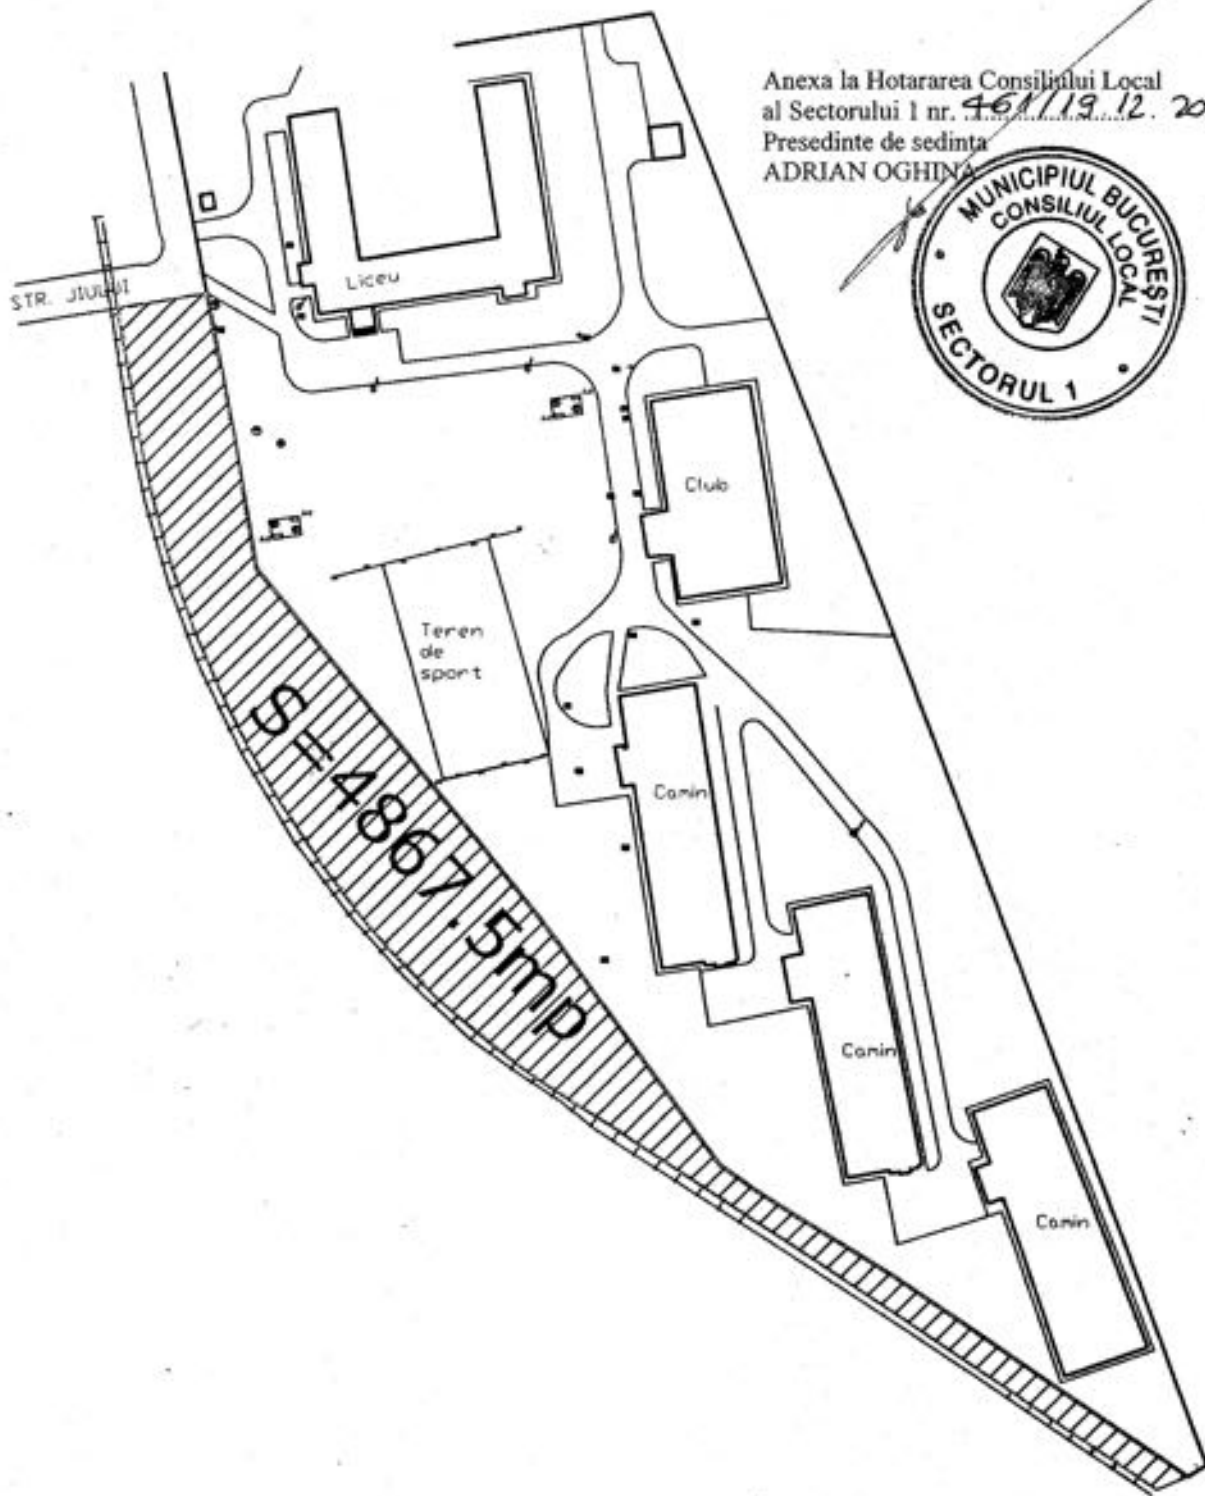 Anexa la Hotararea Consiliului Local
al Sectorului 1 nr. 461/19.12.20
Presedinte de sedinta
ADRIAN OGHINA
MUNICIPIUL BUCUREŞTI
CONSILIUL LOCAL
SECTORUL 1
STR. JIULUI
Liceu
Club
Teren
de
sport
S=4867.5mp
Camin
Camin
Camin